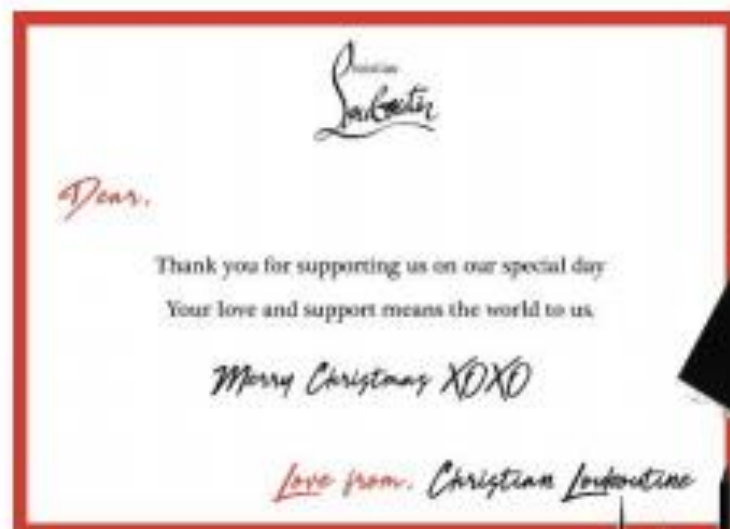 Christian
Louboutin
Dear,
Thank you for supporting us on our special day
Your love and support means the world to us.
Merry Christmas XOXO
Love from, Christian Louboutine